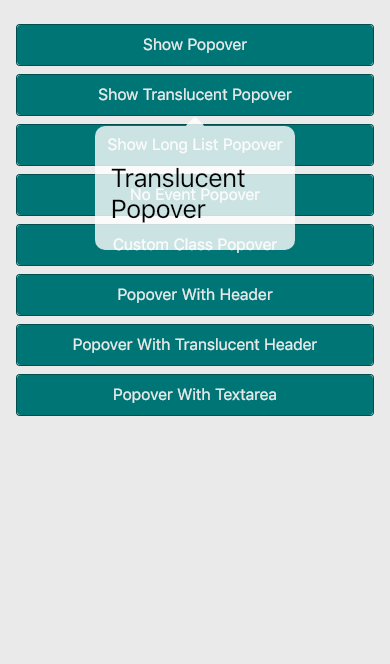 Show Popover
Show Translucent Popover
Show Long List Popover
Translucent
No Event Popover
Popover
Custom Class Popover
Popover With Header
Popover With Translucent Header
Popover With Textarea